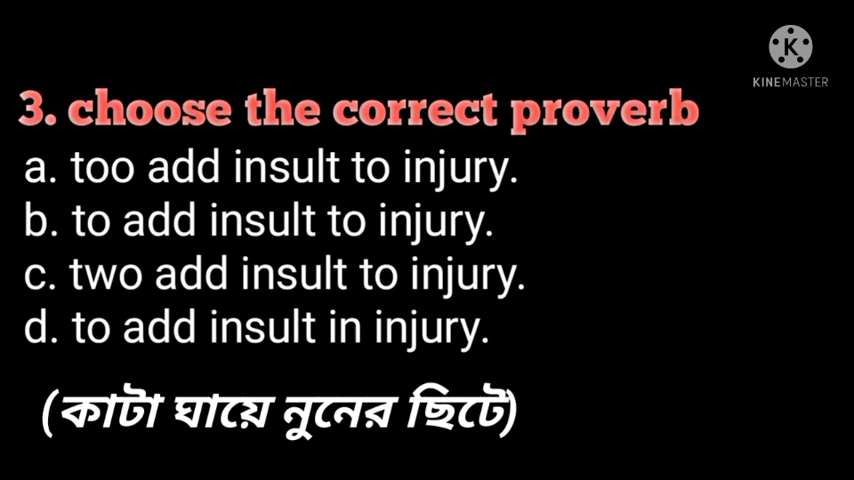 KINEMASTER
3. choose the correct proverb
a. too add insult to injury.
b. to add insult to injury.
c. two add insult to injury.
d. to add insult in injury.
(কাটা ঘায়ে নুনের ছিটে)